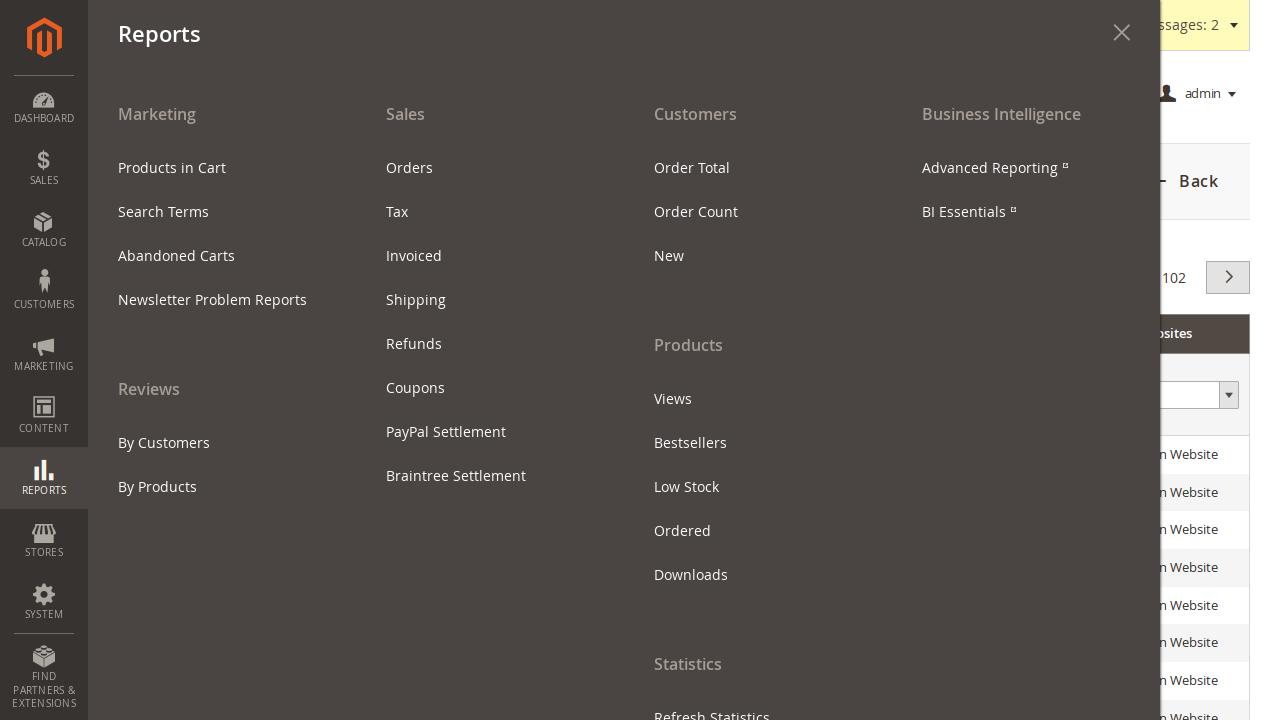 DASHBOARD
SALES
CATALOG
CUSTOMERS
MARKETING
CONTENT
REPORTS
STORES
SYSTEM
FIND
PARTNERS &
EXTENSIONS
Reports
Marketing
Products in Cart
Search Terms
Abandoned Carts
Newsletter Problem Reports
Reviews
By Customers
By Products
Sales
Orders
Tax
Invoiced
Shipping
Refunds
Coupons
PayPal Settlement
Braintree Settlement
Customers
Order Total
Order Count
New
Products
Views
Bestsellers
Low Stock
Ordered
Downloads
Statistics
Refresh Statistics
Business Intelligence
Advanced Reporting
BI Essentials
ssages: 2
admin
Back
102
bsites
n Website
n Website
n Website
n Website
n Website
n Website
n Website
n Website